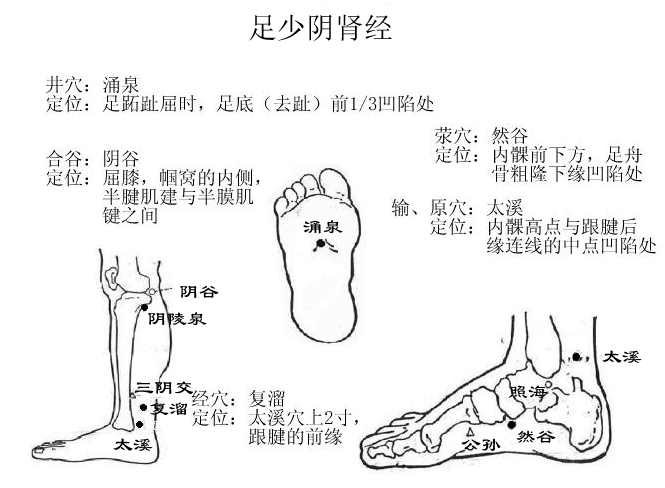 足少阴肾经
井穴：涌泉
定位：足跖趾屈时，足底（去趾）前1/3凹陷处
荥穴：然谷
定位：内髁前下方，足舟
骨粗隆下缘凹陷处
合谷：阴谷
定位：屈膝，帼窝的内侧，
半腱肌建与半膜肌
键之间
输、原穴：太溪
定位：内髁高点与跟腱后
缘连线的中点凹陷处
涌泉
阴谷
阴陵泉
三阴交
复溜
太溪
经穴：复溜
定位：太溪穴上2寸，
跟腱的前缘
太溪
照海
公孙
然谷